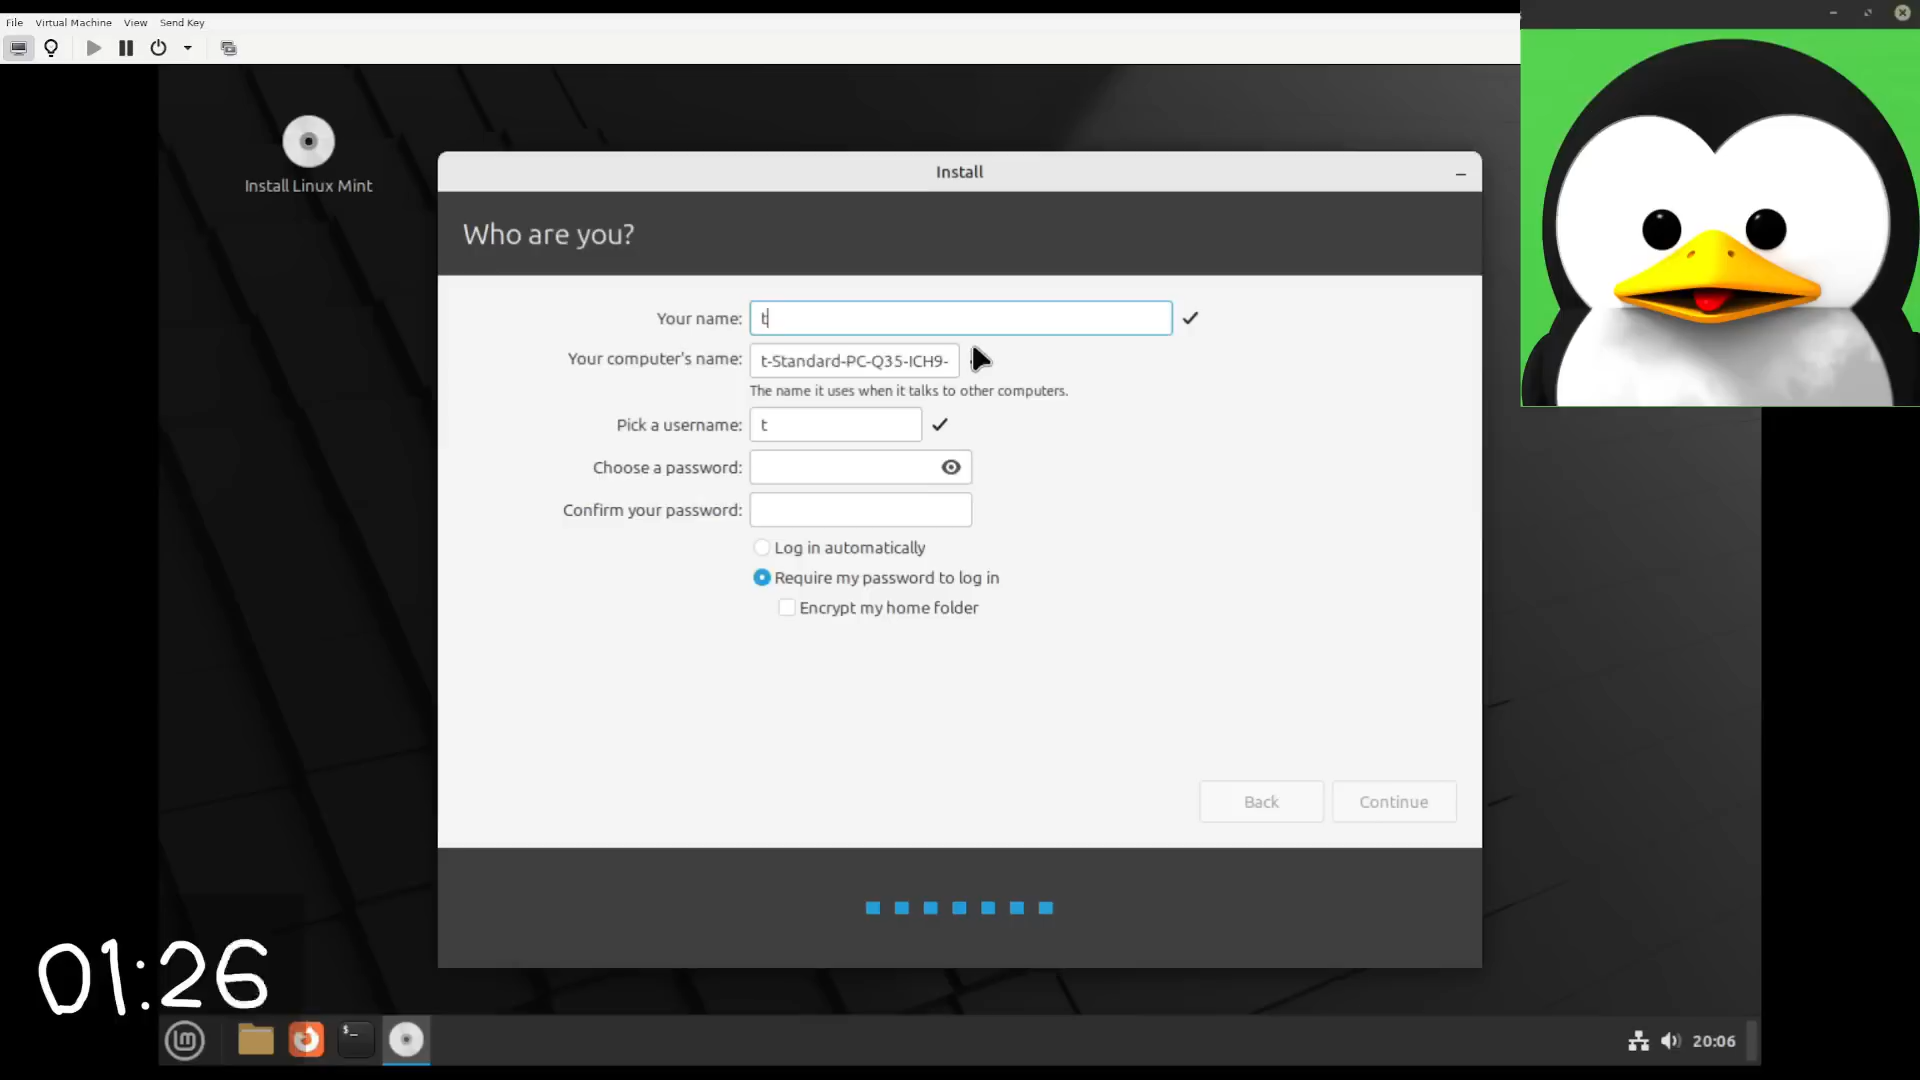 File Virtual Machine View Send Key
Install Linux Mint
Install
Who are you?
Your name: t
Your computer's name: t-Standard-PC-Q35-ICH9-
The name it uses when it talks to other computers.
Pick a username: t
Choose a password:
Confirm your password:
Log in automatically
Require my password to log in
Encrypt my home folder
Back Continue
01:26
lm $_ 20:06